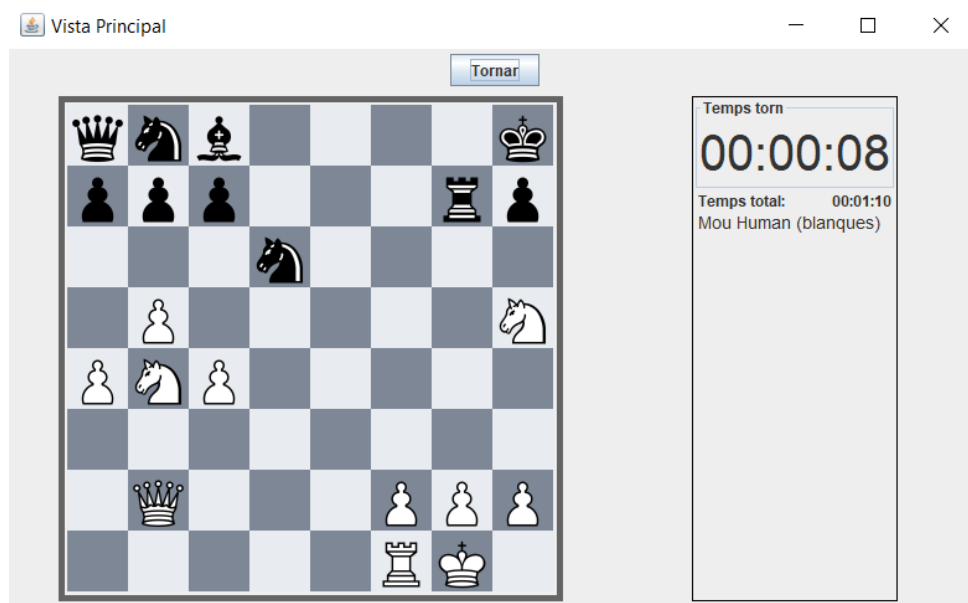 Vista Principal
Tornar
Temps torn
00:00:08
Temps total: 00:01:10
Mou Human (blanques)